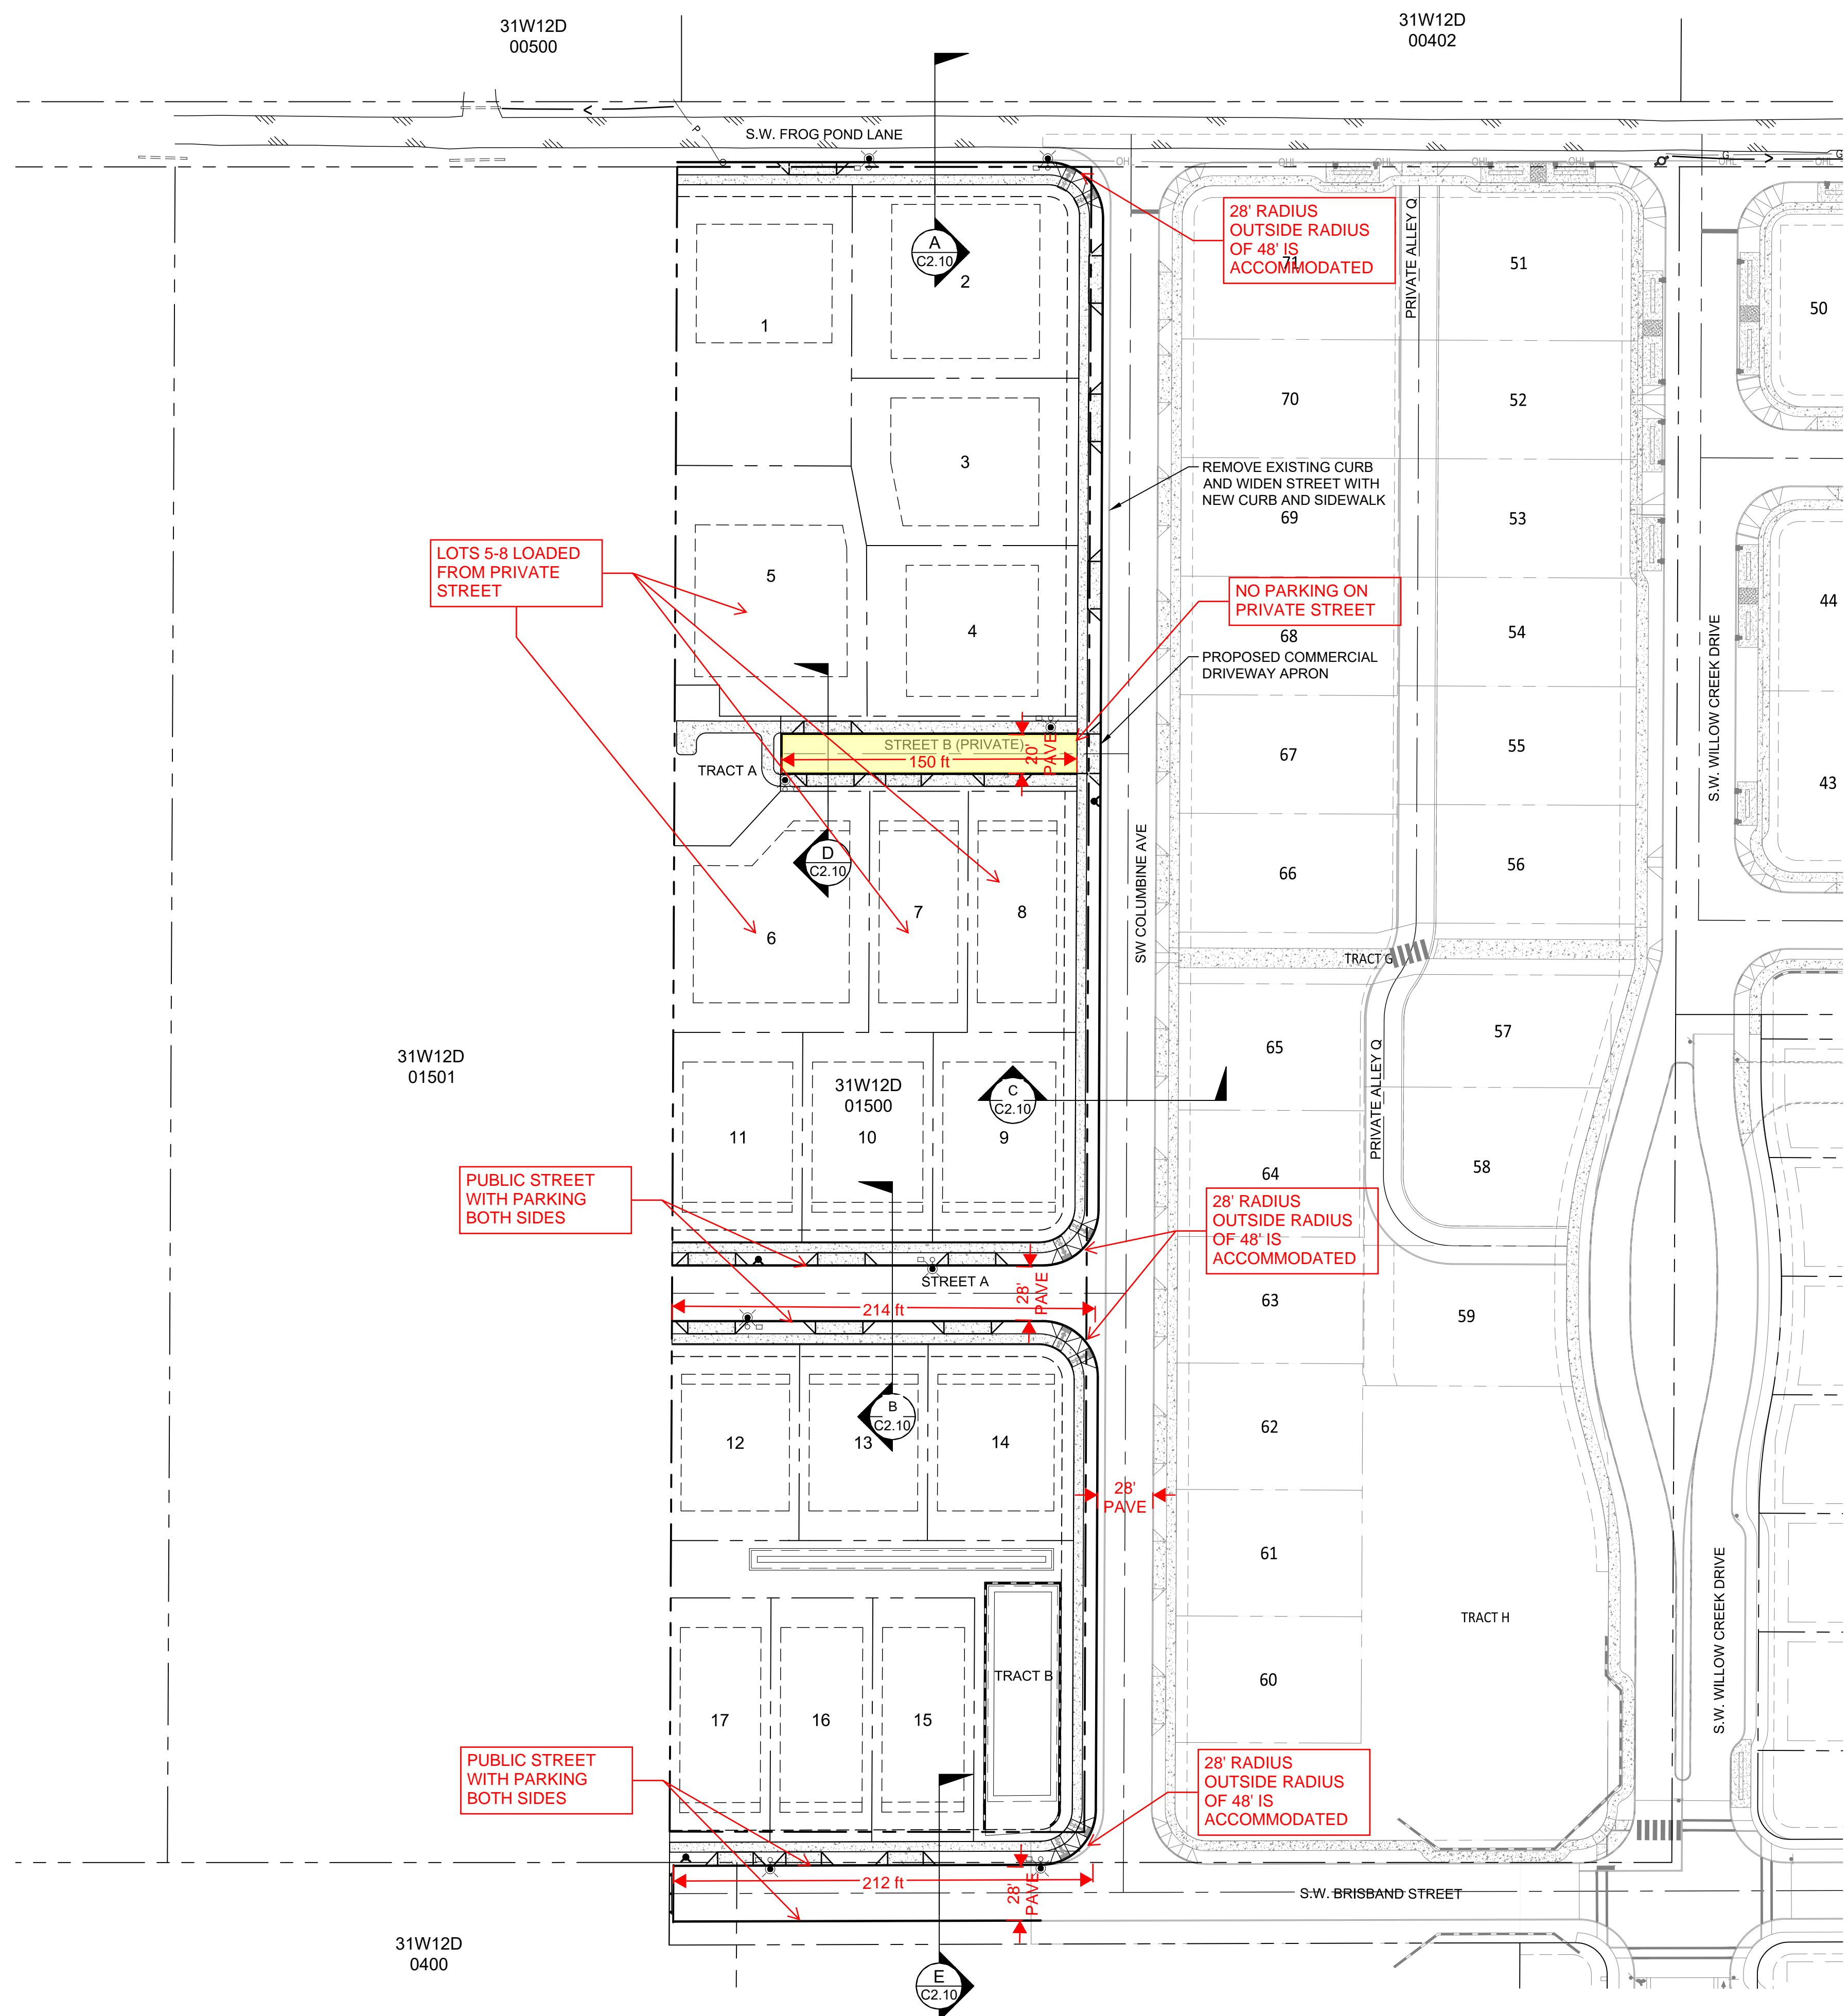 31W12D
00500
31W12D
00402
S.W. FROG POND LANE
P
G
G
OHL
OHL
OHL
OHL
OHL
OHL
OHL
28' RADIUS
OUTSIDE RADIUS
OF 48' IS
ACCOMMODATED
A
C2.10
1
2
71
PRIVATE ALLEY Q
51
50
3
70
52
REMOVE EXISTING CURB
AND WIDEN STREET WITH
NEW CURB AND SIDEWALK
69
53
LOTS 5-8 LOADED
FROM PRIVATE
STREET
5
4
NO PARKING ON
PRIVATE STREET
68
54
44
S.W. WILLOW CREEK DRIVE
PROPOSED COMMERCIAL
DRIVEWAY APRON
STREET B (PRIVATE)
150 ft
20'
PAVE
TRACT A
67
55
43
D
C2.10
SW COLUMBINE AVE
66
56
6
7
8
TRACT G
65
57
31W12D
01501
31W12D
01500
C
C2.10
PRIVATE ALLEY Q
11
10
9
64
58
PUBLIC STREET
WITH PARKING
BOTH SIDES
28' RADIUS
OUTSIDE RADIUS
OF 48' IS
ACCOMMODATED
STREET A
214 ft
28'
PAVE
63
59
B
C2.10
12
13
14
62
28'
PAVE
61
TRACT H
60
TRACT B
S.W. WILLOW CREEK DRIVE
17
16
15
PUBLIC STREET
WITH PARKING
BOTH SIDES
28' RADIUS
OUTSIDE RADIUS
OF 48' IS
ACCOMMODATED
212 ft
28'
PAVE
S.W. BRISBAND STREET
31W12D
0400
E
C2.10